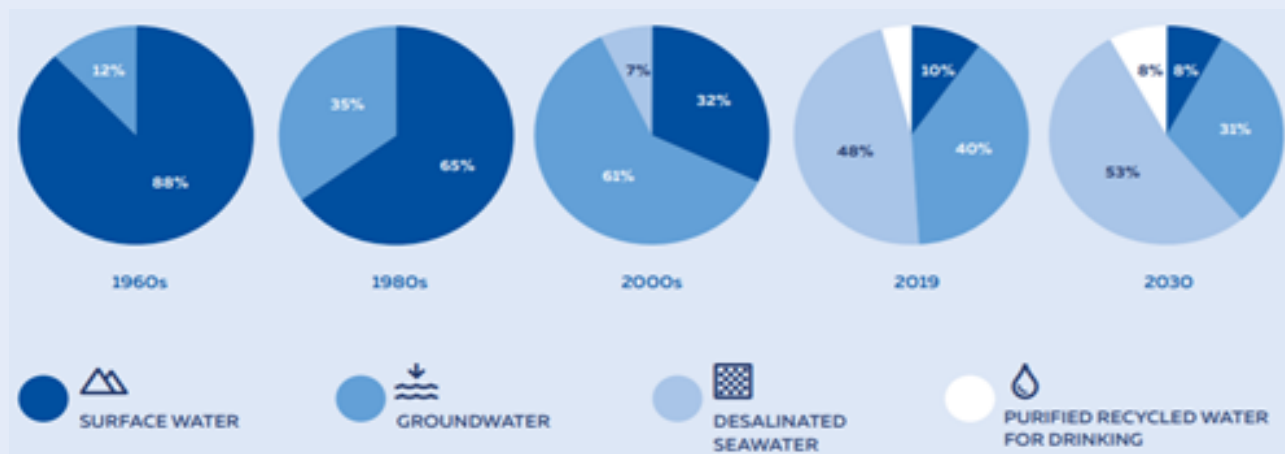 12%
88%
35%
65%
7%
32%
61%
10%
48%
40%
8%
8%
31%
53%
1960s
1980s
2000s
2019
2030
SURFACE WATER
GROUNDWATER
DESALINATED
SEAWATER
PURIFIED RECYCLED WATER
FOR DRINKING